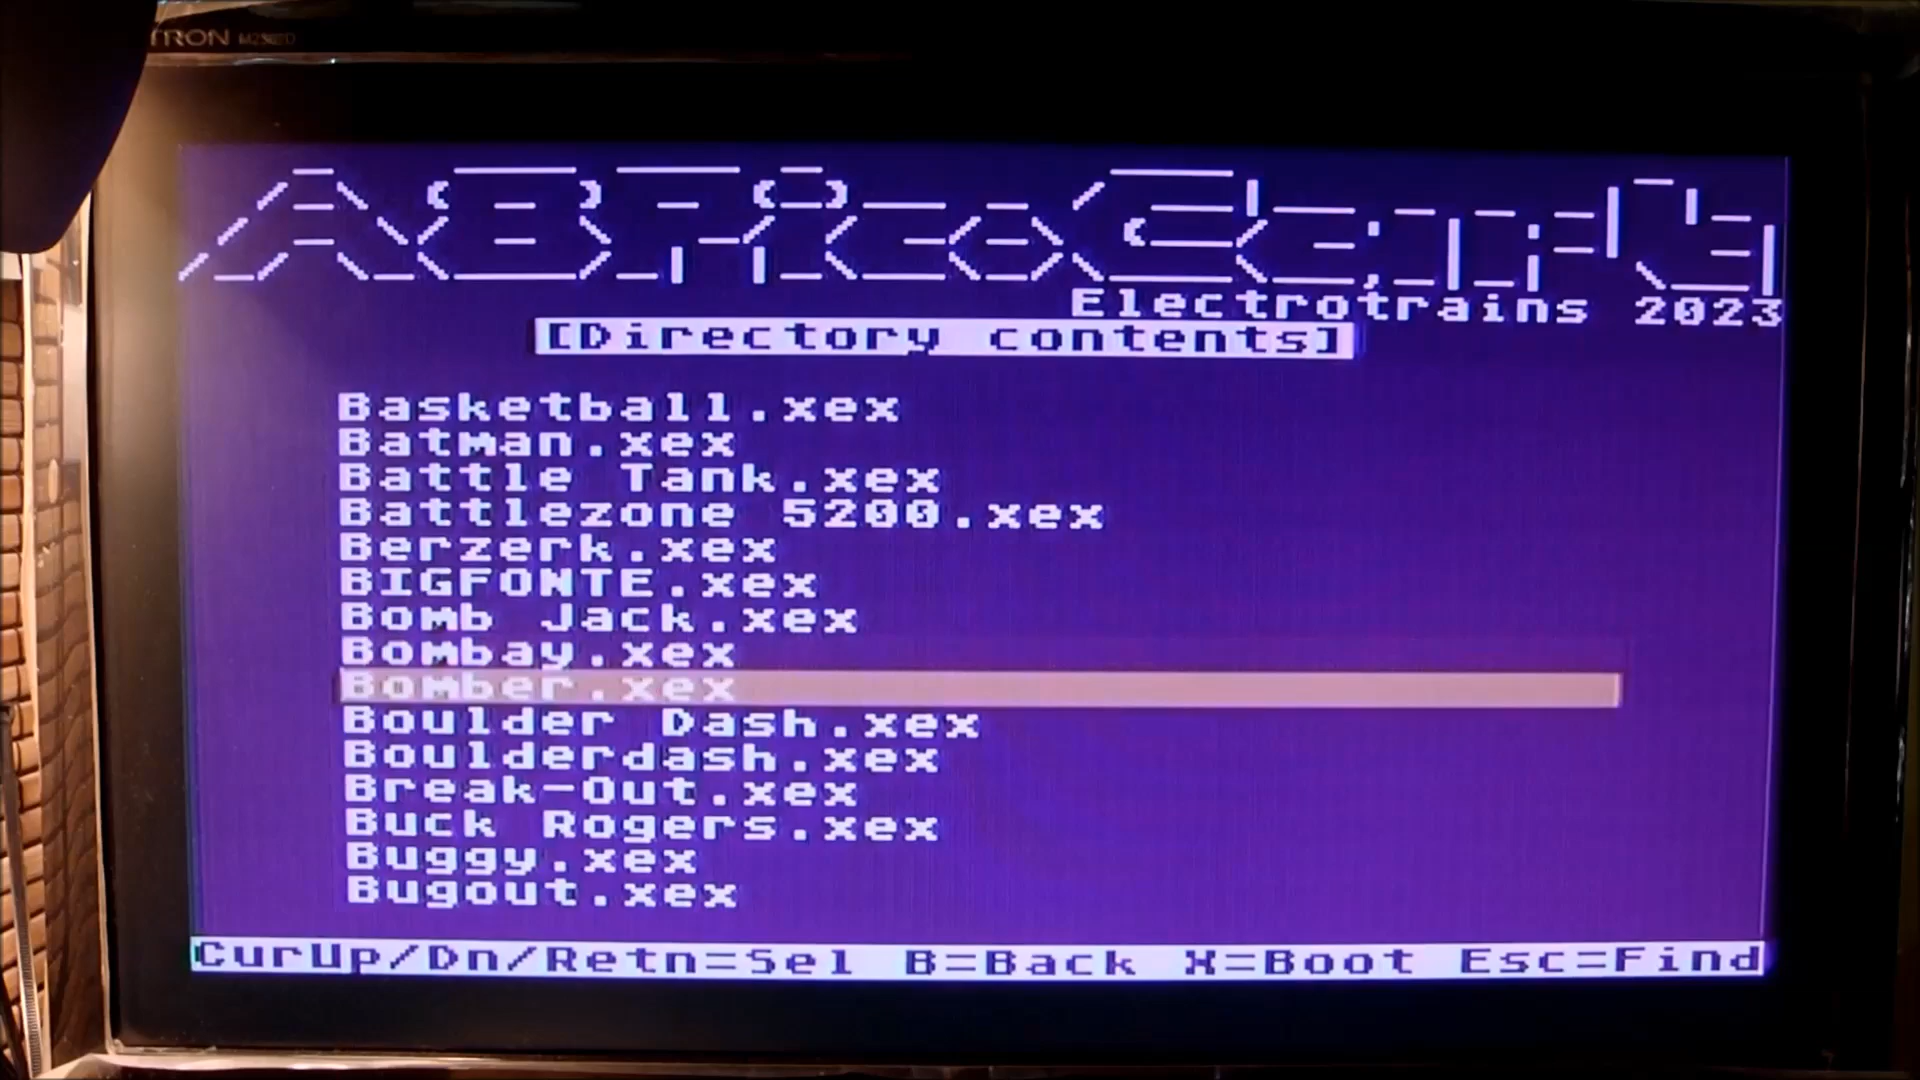 TRON
A8PicoCart
Electrotrains 2023
[Directory contents]
Basketball.xex
Batman.xex
Battle Tank.xex
Battlezone 5200.xex
Berzerk.xex
BIGFONTE.xex
Bomb Jack.xex
Bombay.xex
Bomber.xex
Boulder Dash.xex
Boulderdash.xex
Break-Out.xex
Buck Rogers.xex
Buggy.xex
Bugout.xex
CurUp/Dn/Retn=Sel B=Back X=Boot Esc=Find